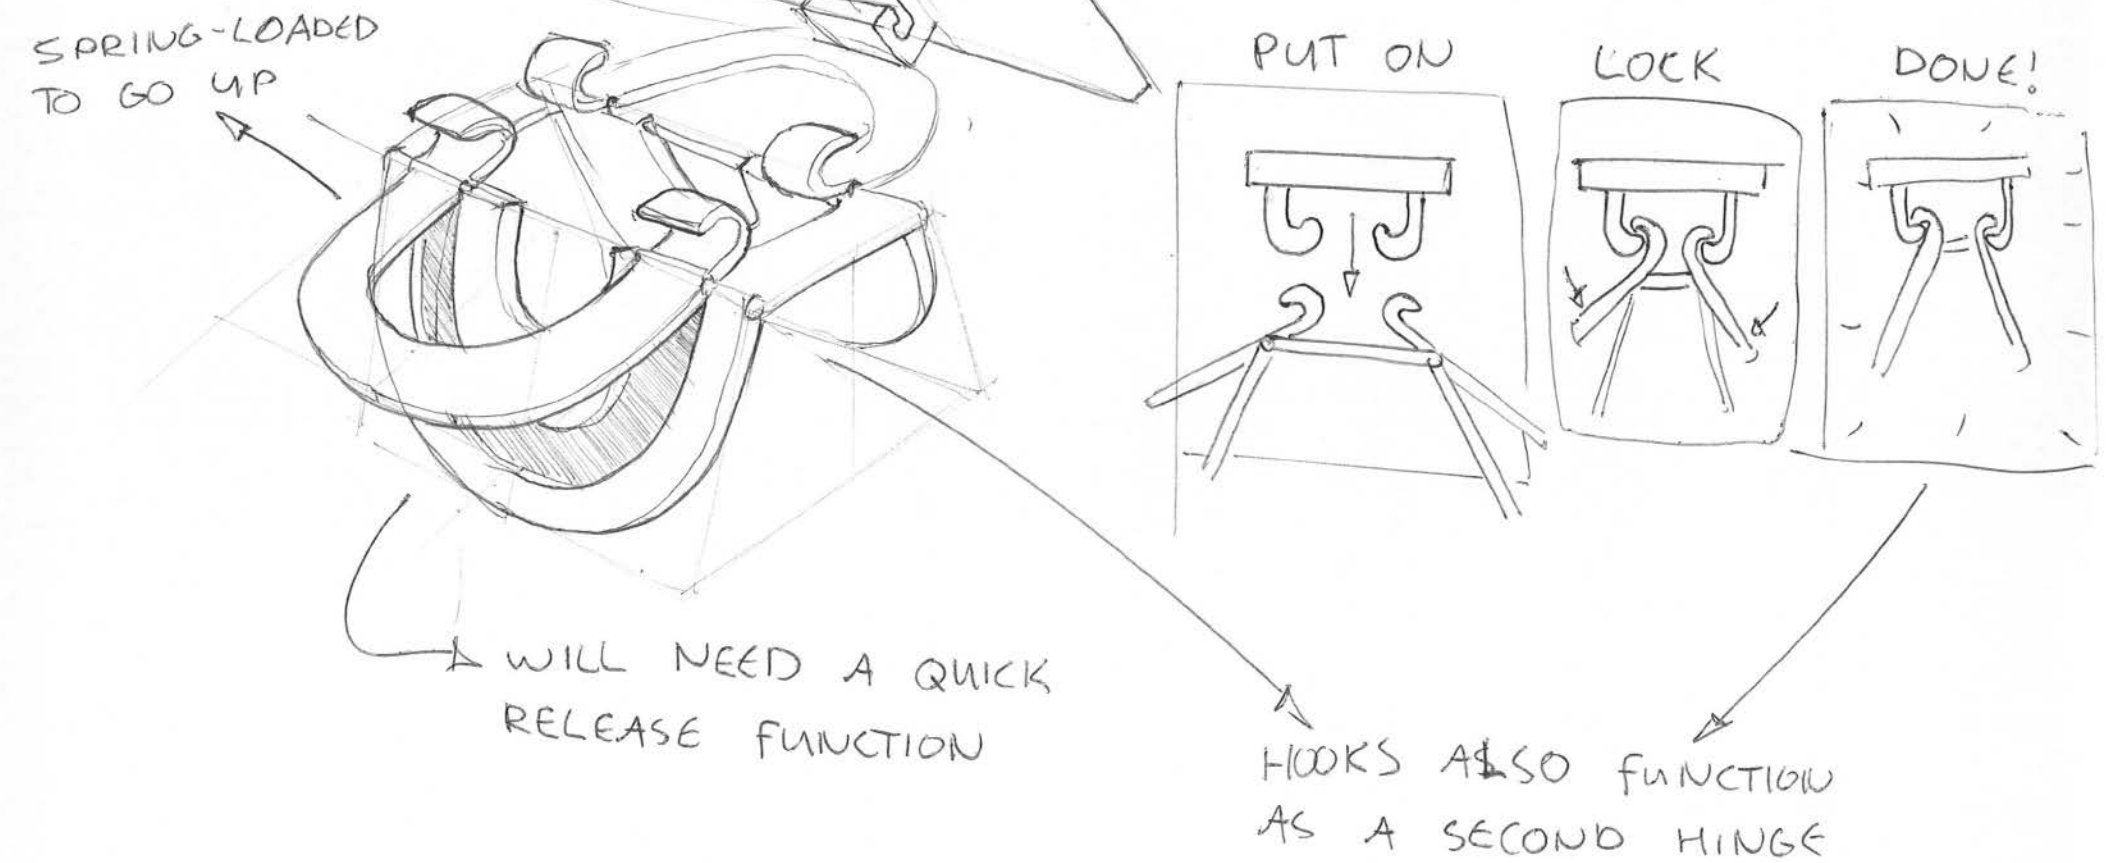 SPRING-LOADED
TO GO UP
PUT ON
LOCK
DONE!
WILL NEED A QUICK
RELEASE FUNCTION
HOOKS ALSO FUNCTION
AS A SECOND HINGE